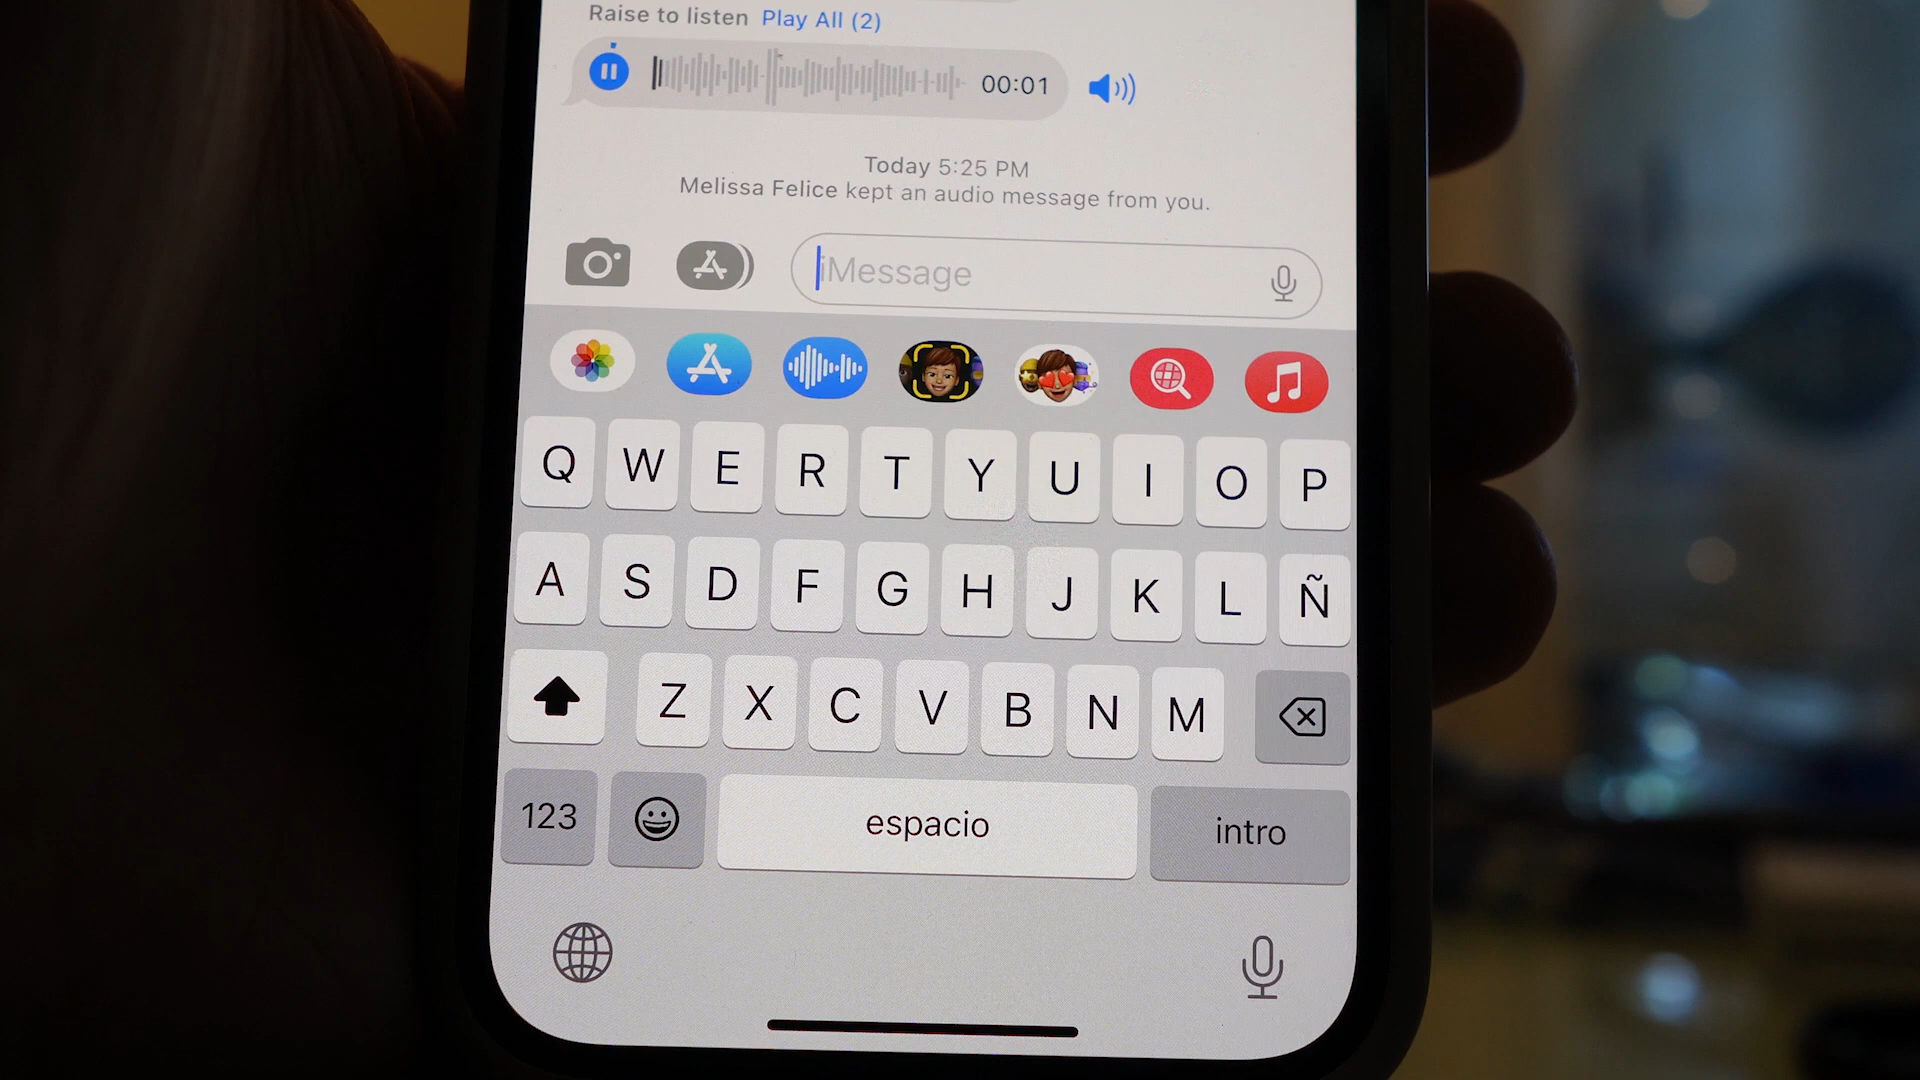 Raise to listen Play All (2)
00:01
Today 5:25 PM
Melissa Felice kept an audio message from you.
iMessage
Q W E R T Y U I O P
A S D F G H J K L Ñ
Z X C V B N M
123 espacio intro